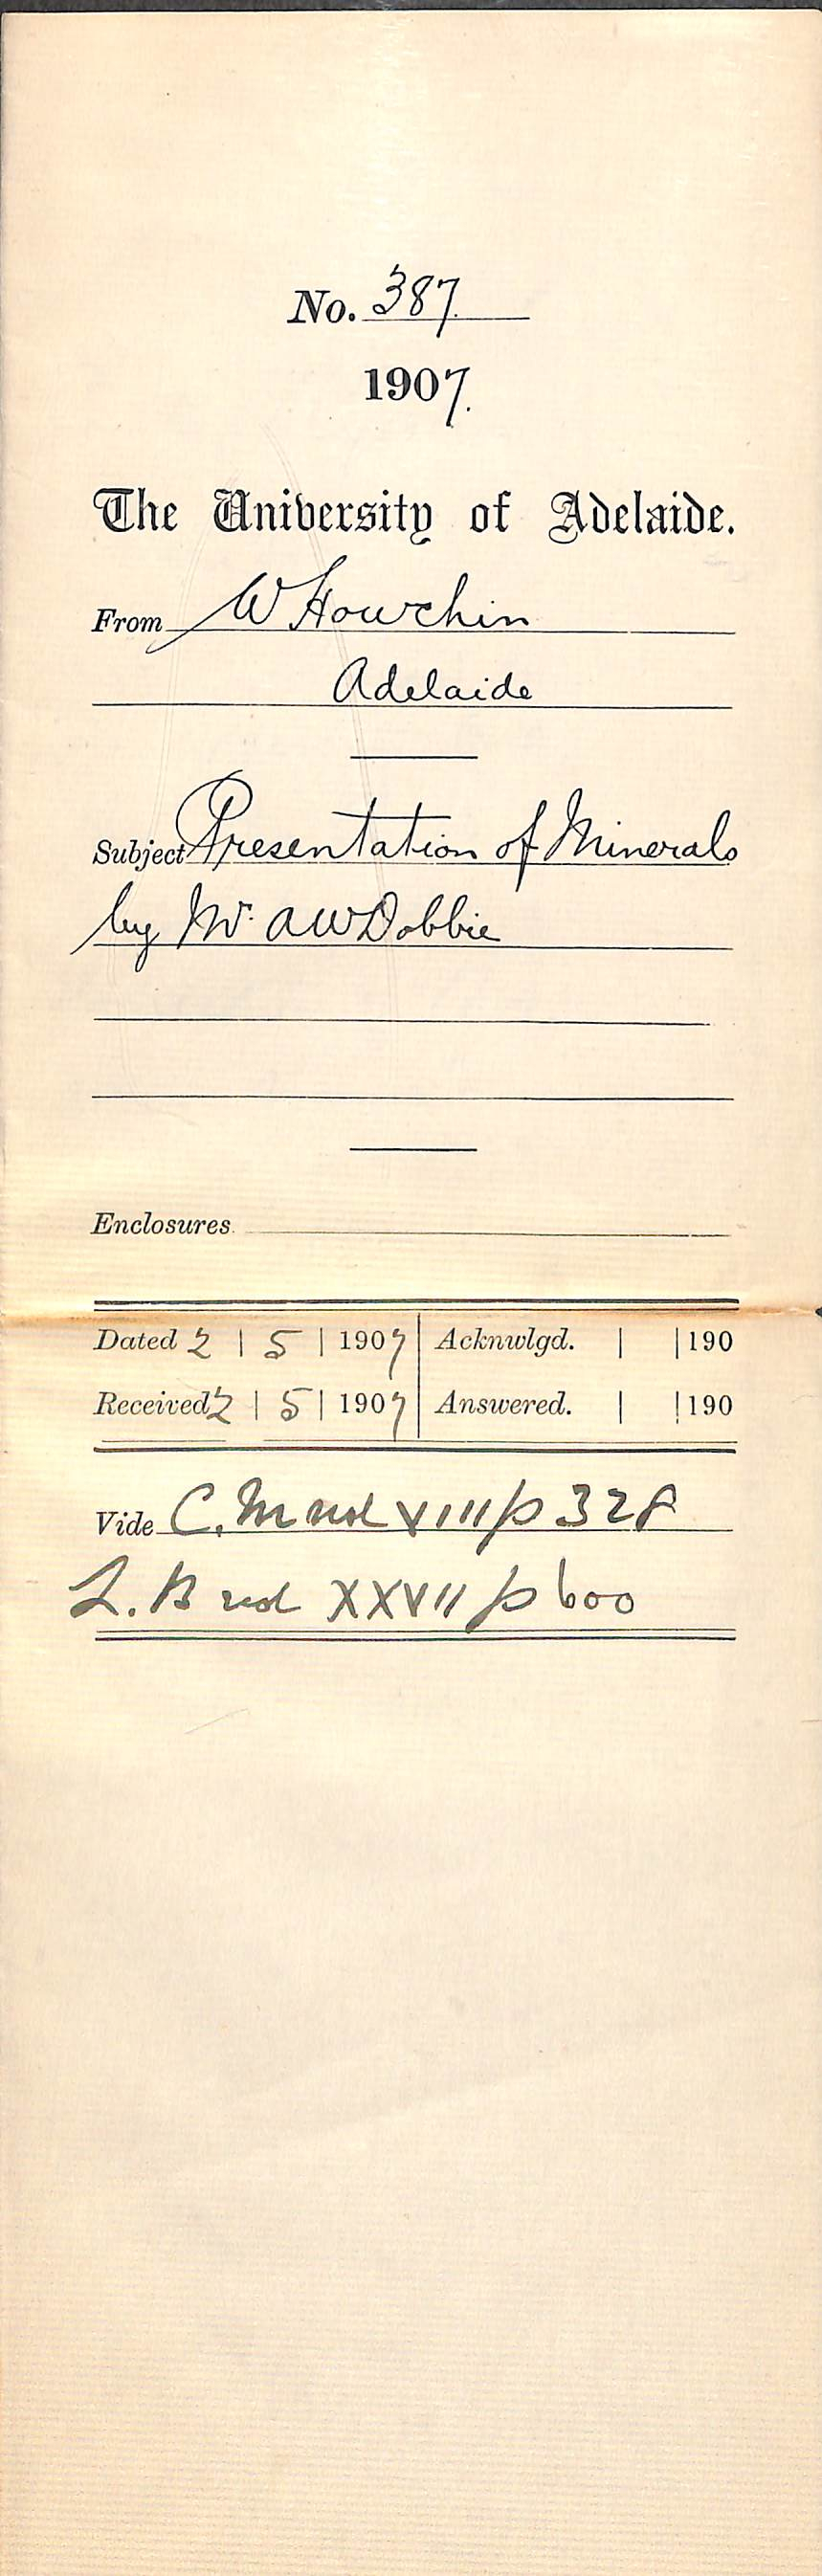 No. 387.
1907.
The University of Adelaide.
From W Howchin
Adelaide
Subject Presentation of Minerals
by Mr. A W Dobbie
Enclosures
Dated 2 | 5 | 1907 | Acknwlgd. | | 190
Received 2 | 5 | 1907 | Answered. | | 190
Vide C. M vol VIII p 328
L. B vol XXVII p 600